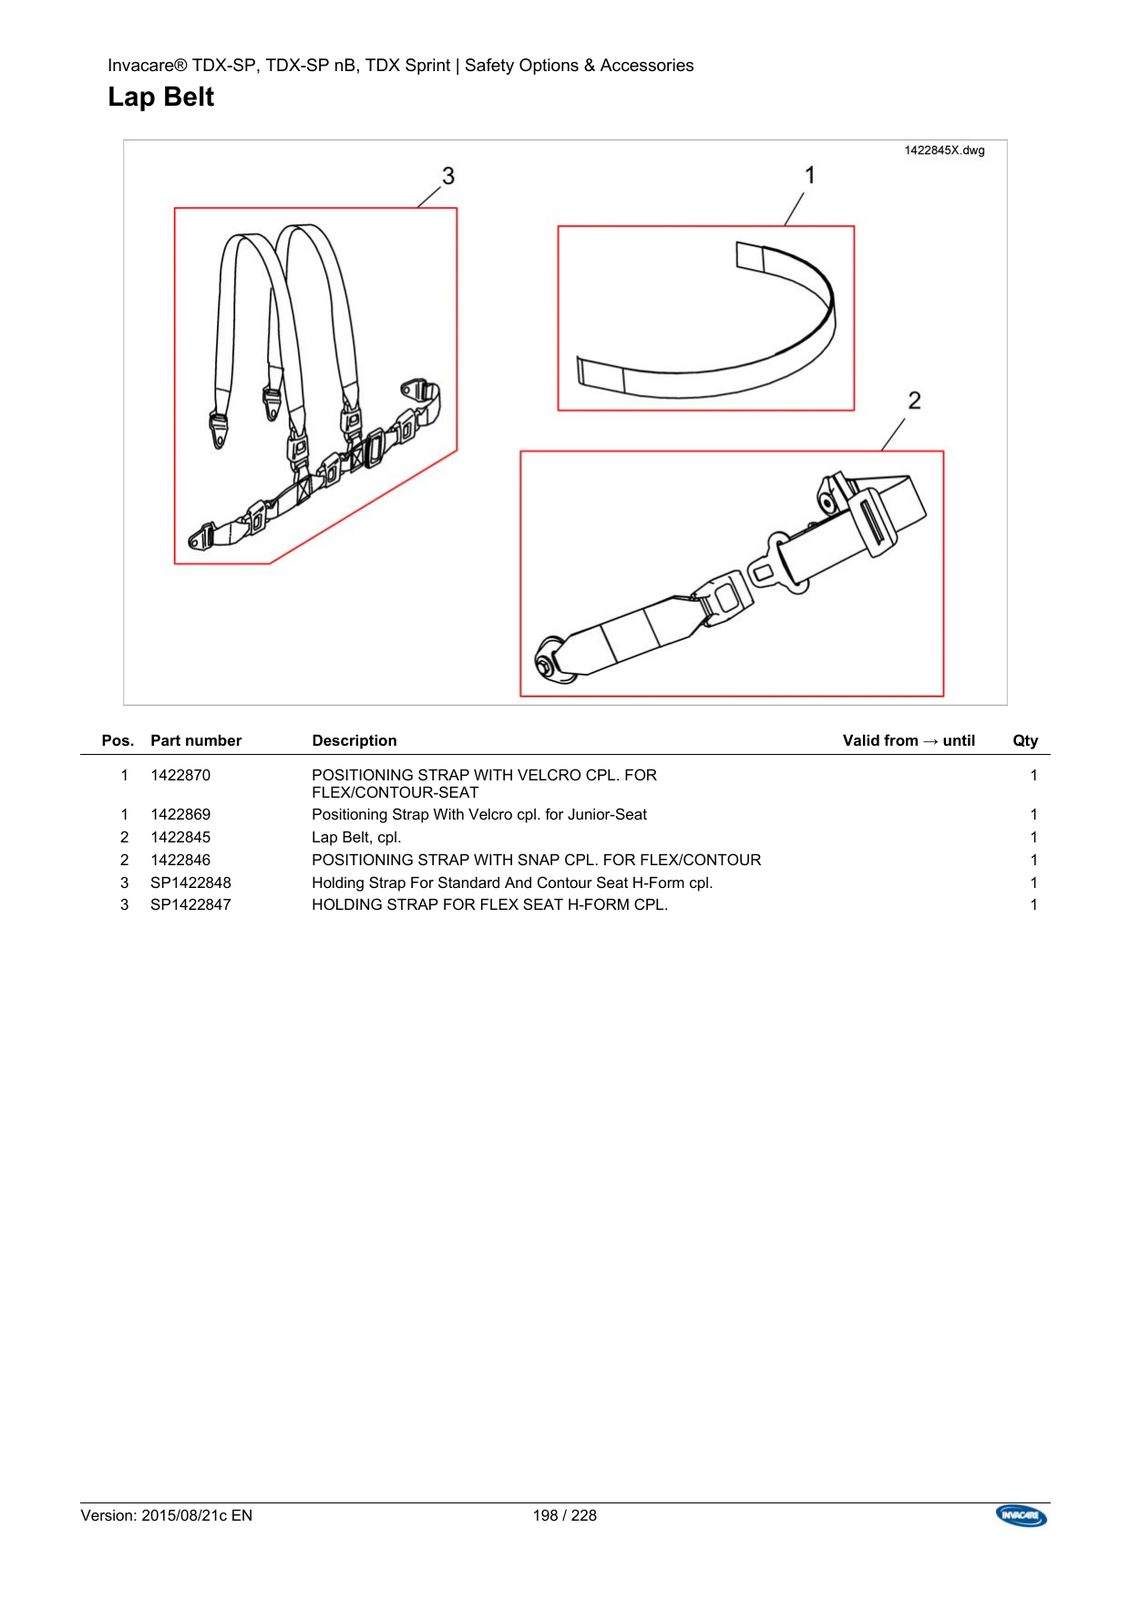 Invacare® TDX-SP, TDX-SP nB, TDX Sprint | Safety Options & Accessories
Lap Belt
1422845X.dwg
3
1
2
Pos. Part number Description Valid from → until Qty
1 1422870 POSITIONING STRAP WITH VELCRO CPL. FOR 1
FLEX/CONTOUR-SEAT
1 1422869 Positioning Strap With Velcro cpl. for Junior-Seat 1
2 1422845 Lap Belt, cpl. 1
2 1422846 POSITIONING STRAP WITH SNAP CPL. FOR FLEX/CONTOUR 1
3 SP1422848 Holding Strap For Standard And Contour Seat H-Form cpl. 1
3 SP1422847 HOLDING STRAP FOR FLEX SEAT H-FORM CPL. 1
Version: 2015/08/21c EN 198 / 228 INVACARE